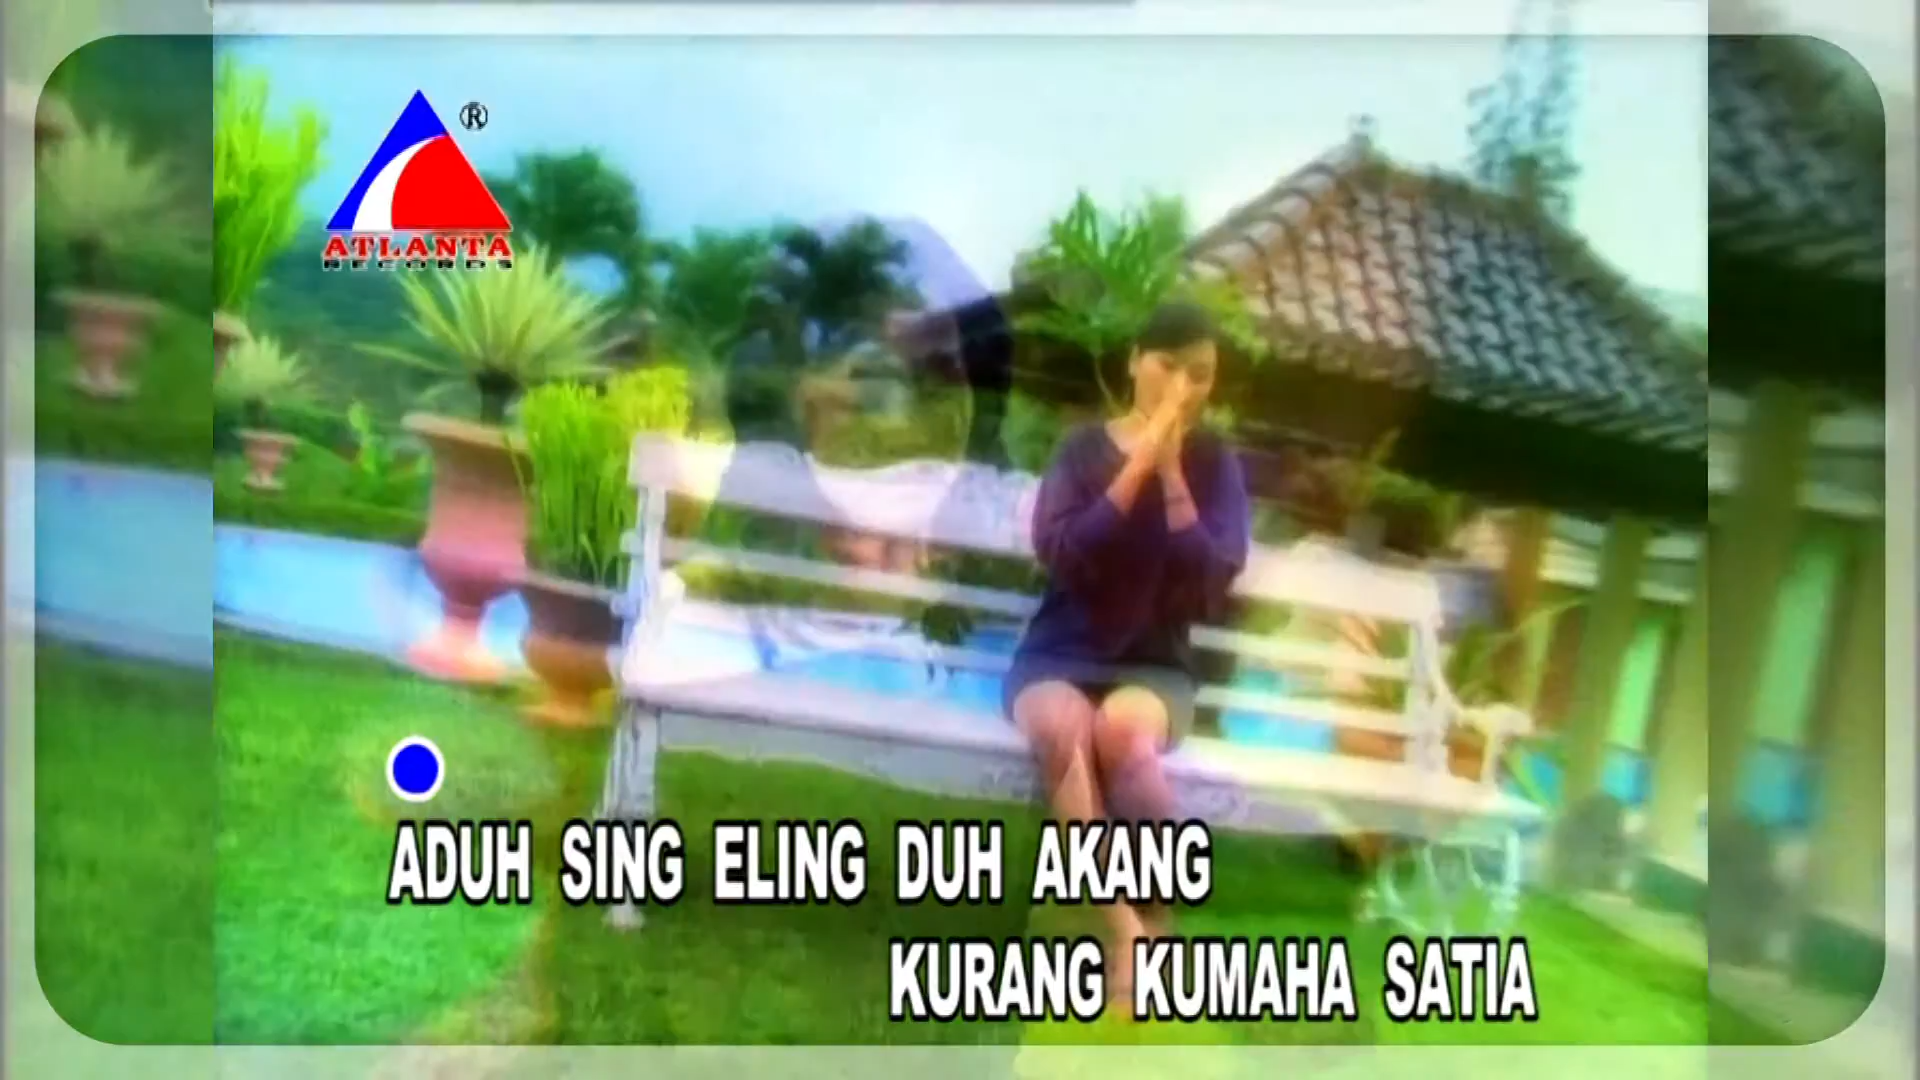 ®
ATLANTA
RECORDS
ADUH SING ELING DUH AKANG
KURANG KUMAHA SATIA